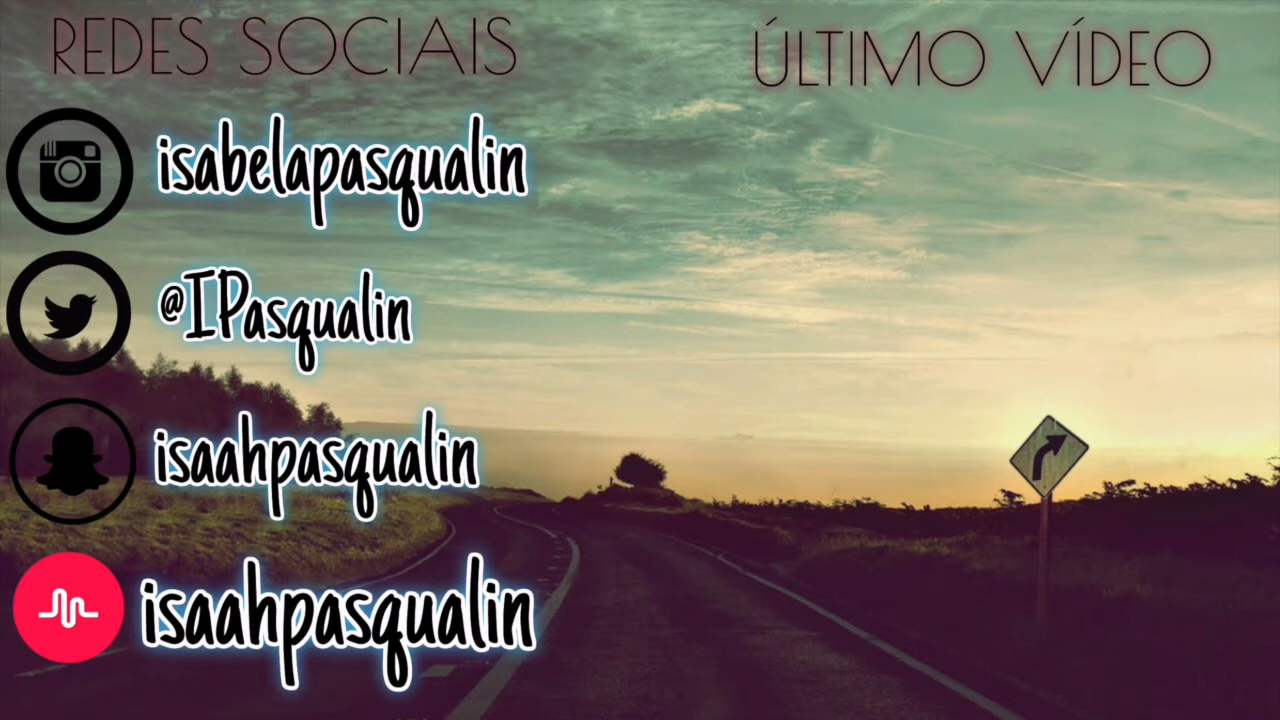 REDES SOCIAIS
ÚLTIMO VÍDEO
isabelapasqualin
@IPasqualin
isaahpasqualin
isaahpasqualin